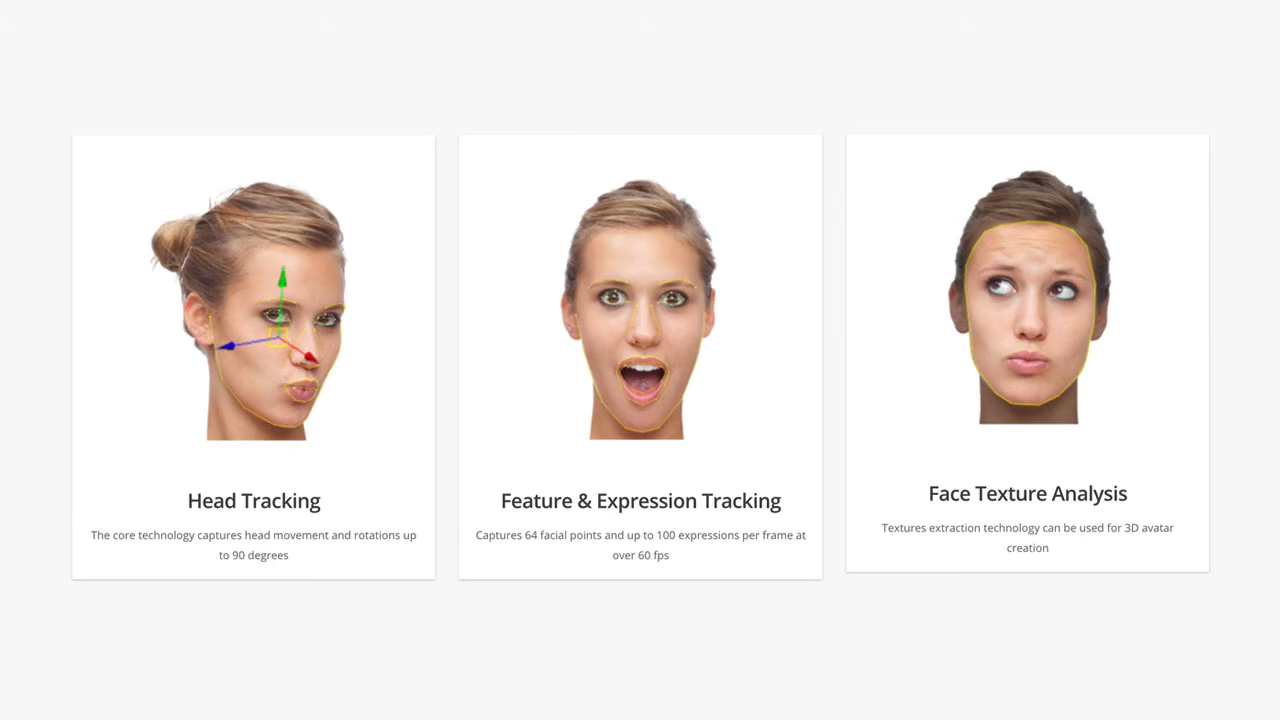 Head Tracking
The core technology captures head movement and rotations up
to 90 degrees
Feature & Expression Tracking
Captures 64 facial points and up to 100 expressions per frame at
over 60 fps
Face Texture Analysis
Textures extraction technology can be used for 3D avatar
creation